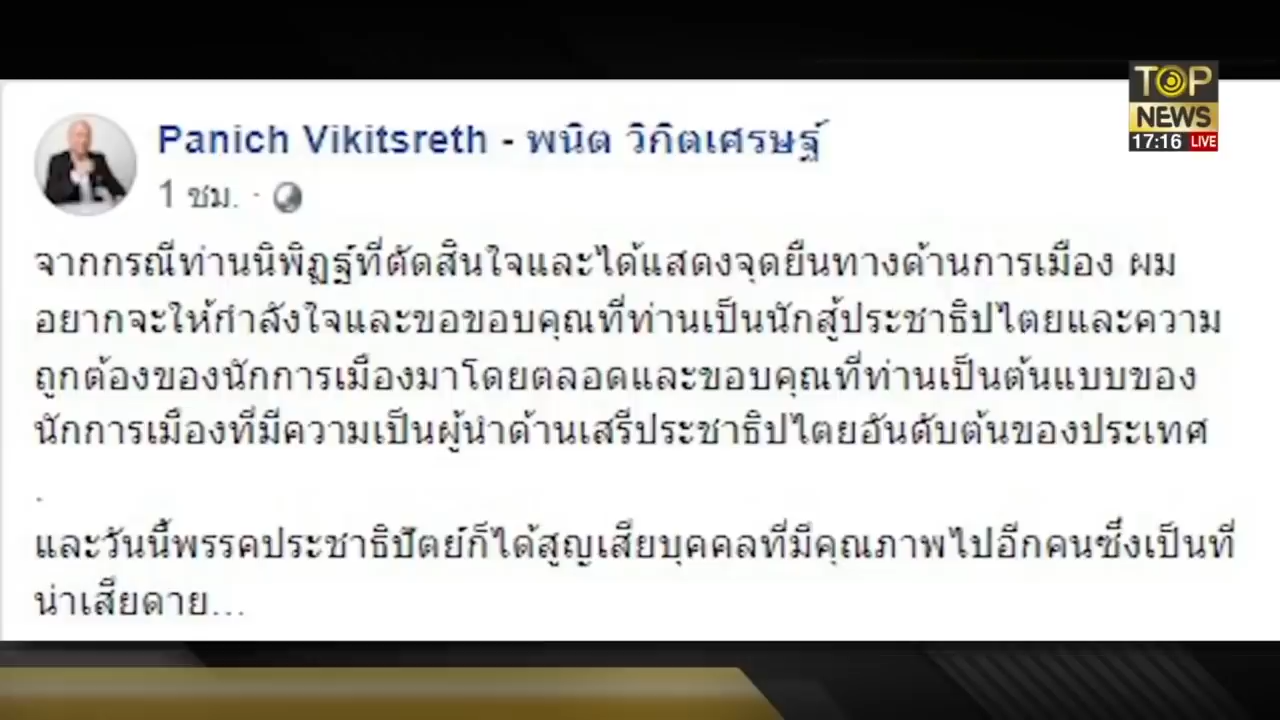 TOP
NEWS
17:16 LIVE
Panich Vikitsreth - พนิต วิกิตเศรษฐ์
1 ชม. ·
จากกรณีท่านนิพิฏฐ์ที่ตัดสินใจและได้แสดงจุดยืนทางด้านการเมือง ผม
อยากจะให้กำลังใจและขอขอบคุณที่ท่านเป็นนักสู้ประชาธิปไตยและความ
ถูกต้องของนักการเมืองมาโดยตลอดและขอบคุณที่ท่านเป็นต้นแบบของ
นักการเมืองที่มีความเป็นผู้นำด้านเสรีประชาธิปไตยอันดับต้นของประเทศ
.
และวันนี้พรรคประชาธิปัตย์ก็ได้สูญเสียบุคคลที่มีคุณภาพไปอีกคนซึ่งเป็นที่
น่าเสียดาย...